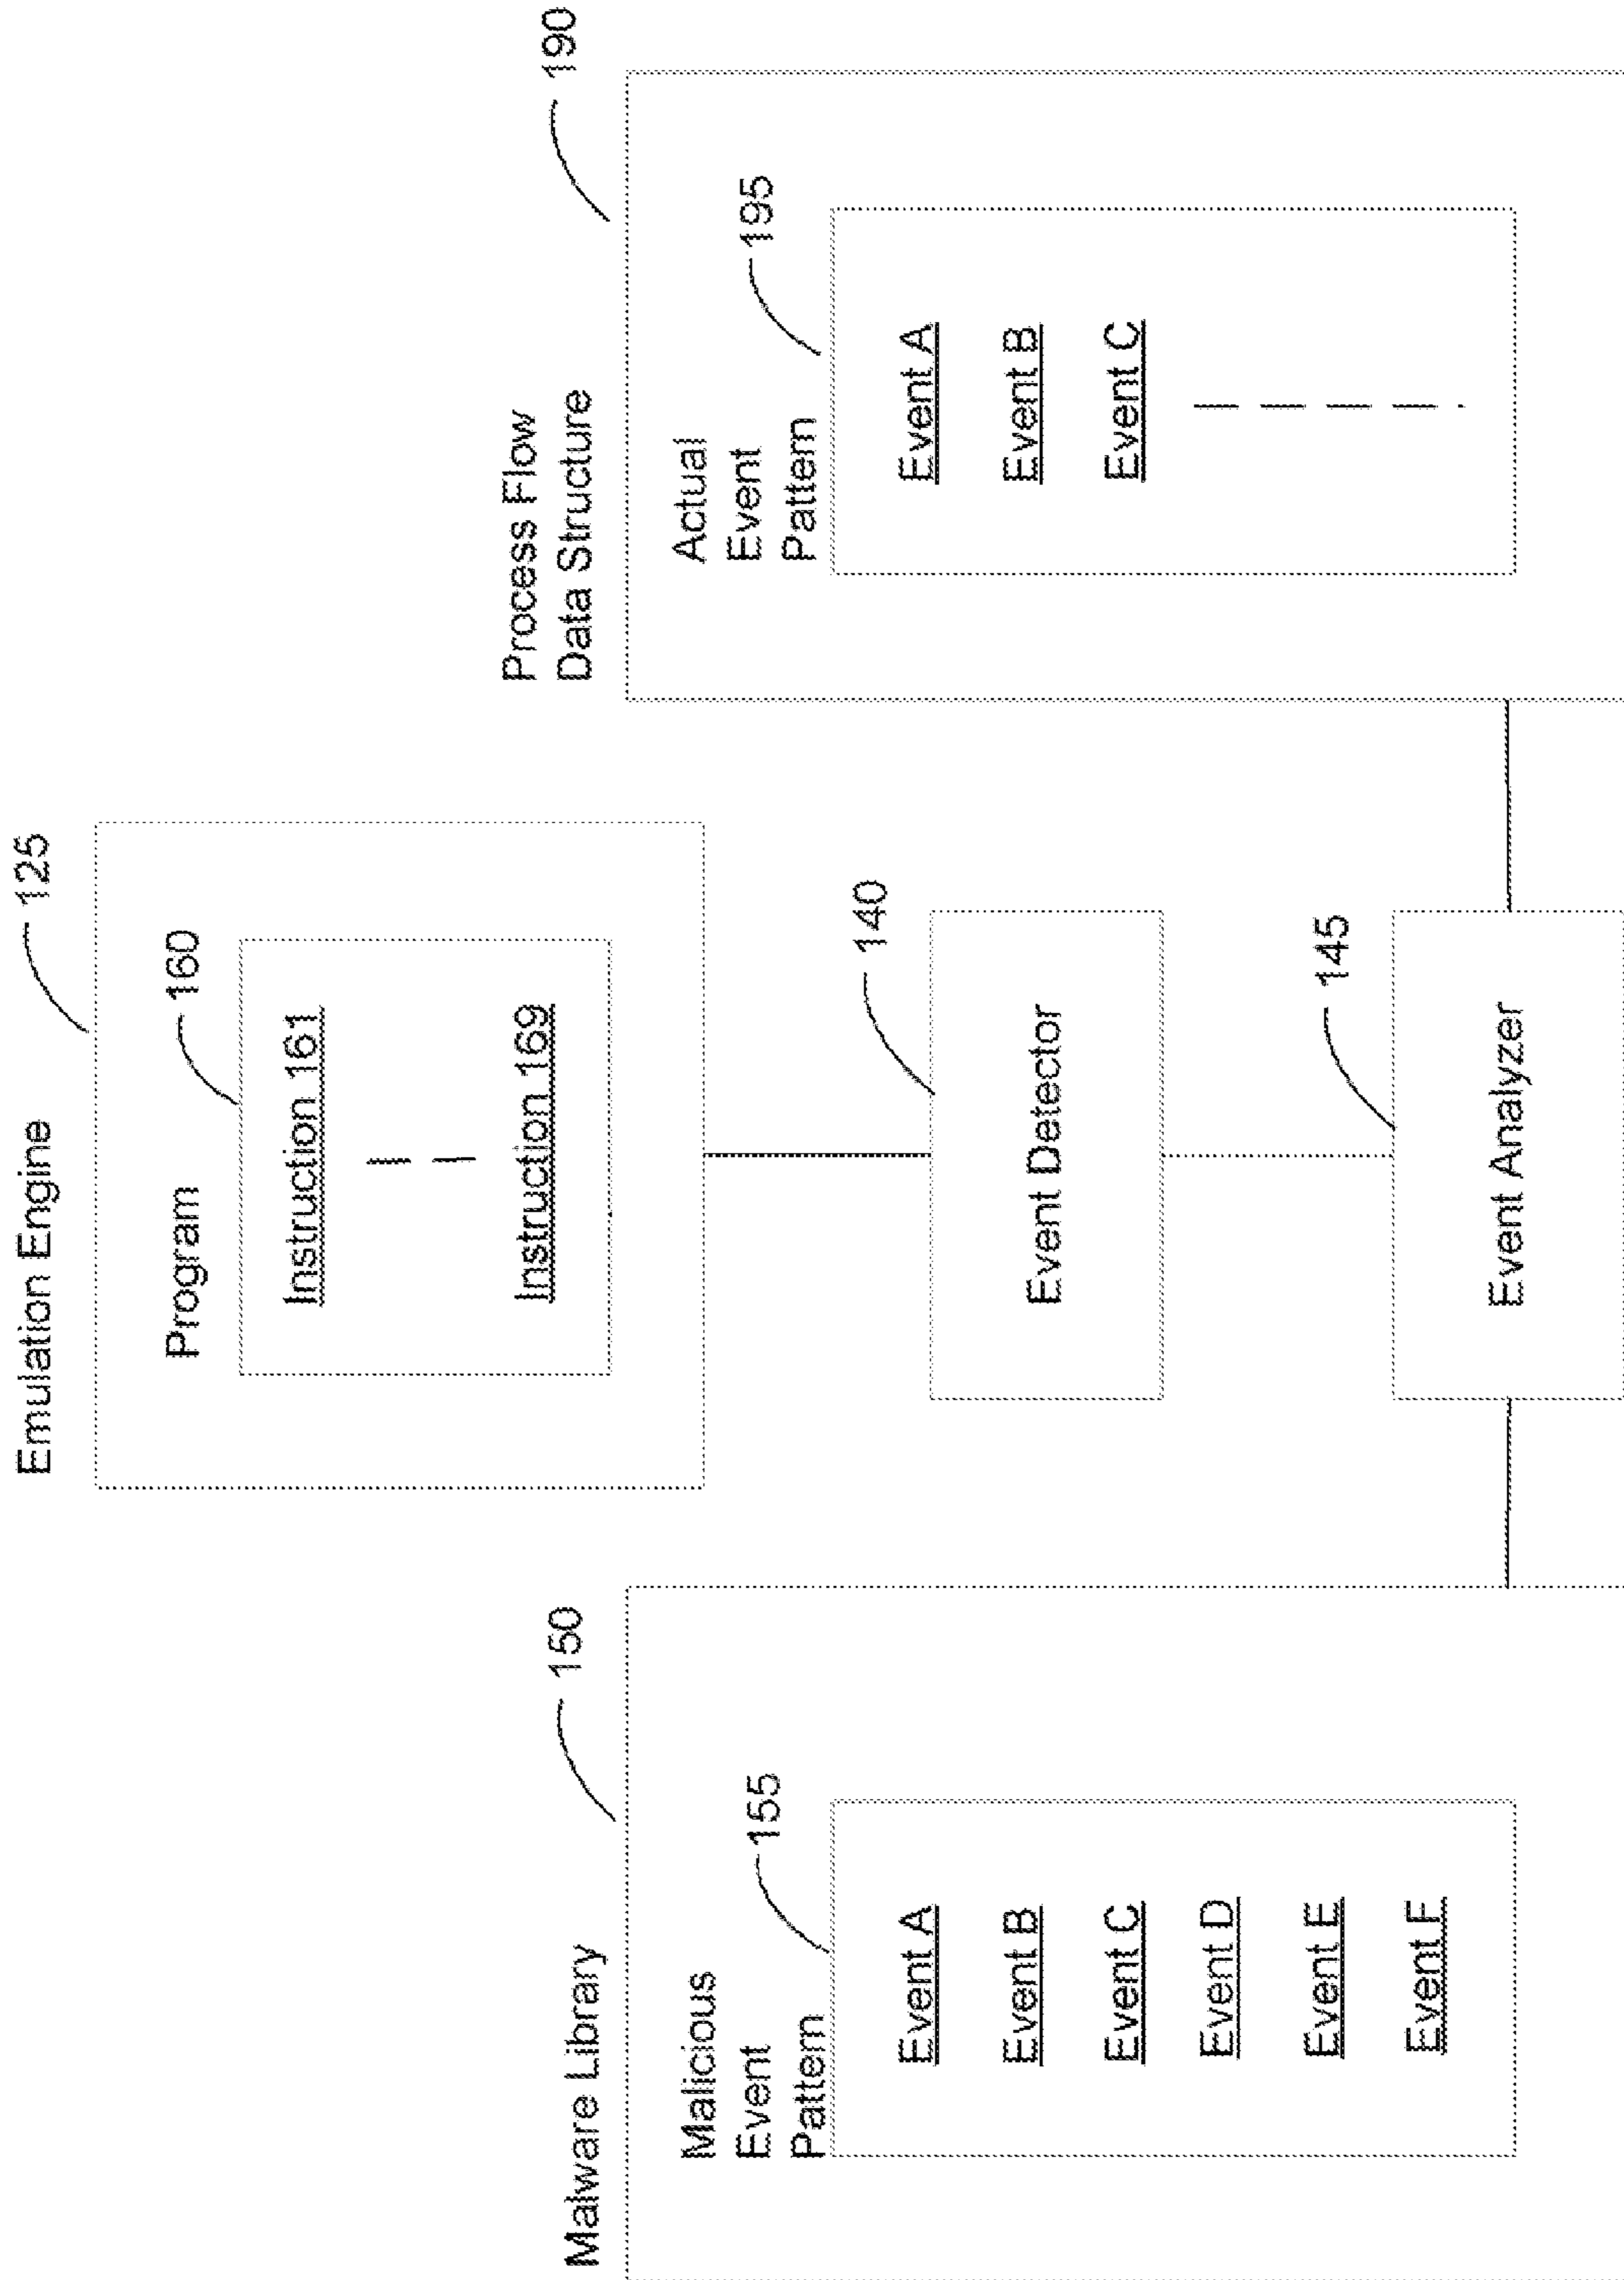 Emulation Engine
125
Program
160
Instruction 161
Instruction 169
Malware Library
150
Malicious
Event
Pattern
155
Event A
Event B
Event C
Event D
Event E
Event F
Event Detector
140
Event Analyzer
145
Process Flow
Data Structure
190
Actual
Event
Pattern
195
Event A
Event B
Event C